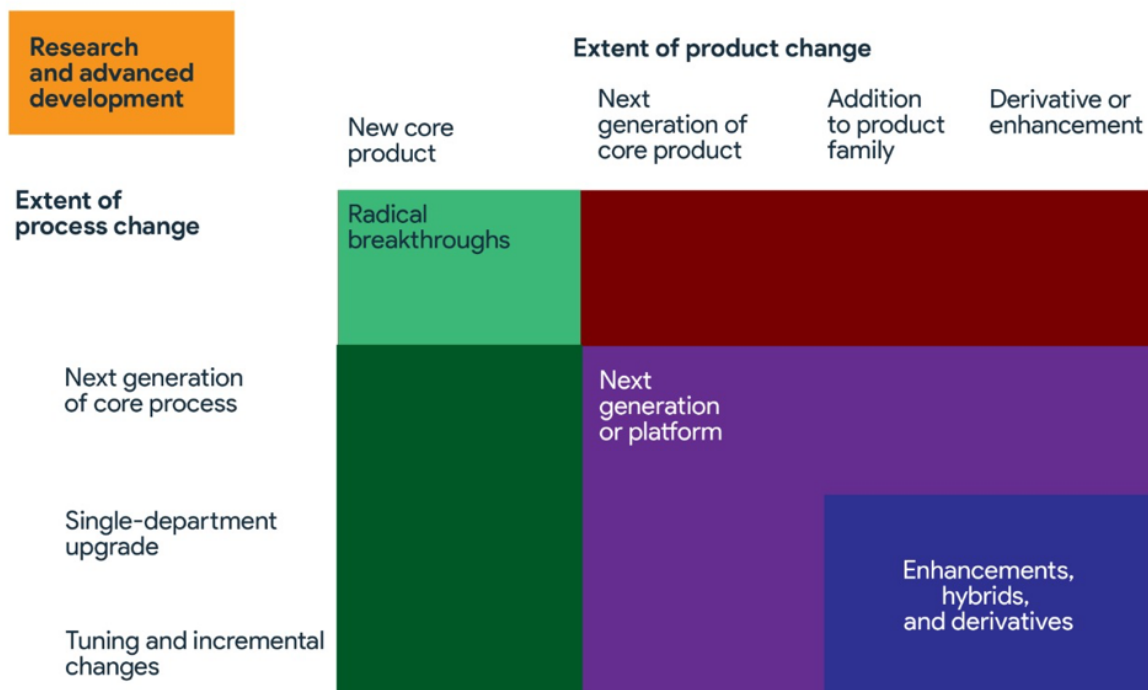 Research
and advanced
development
Extent of product change
New core
product
Next
generation of
core product
Addition
to product
family
Derivative or
enhancement
Extent of
process change
Radical
breakthroughs
Next generation
of core process
Next
generation
or platform
Single-department
upgrade
Enhancements,
hybrids,
and derivatives
Tuning and incremental
changes